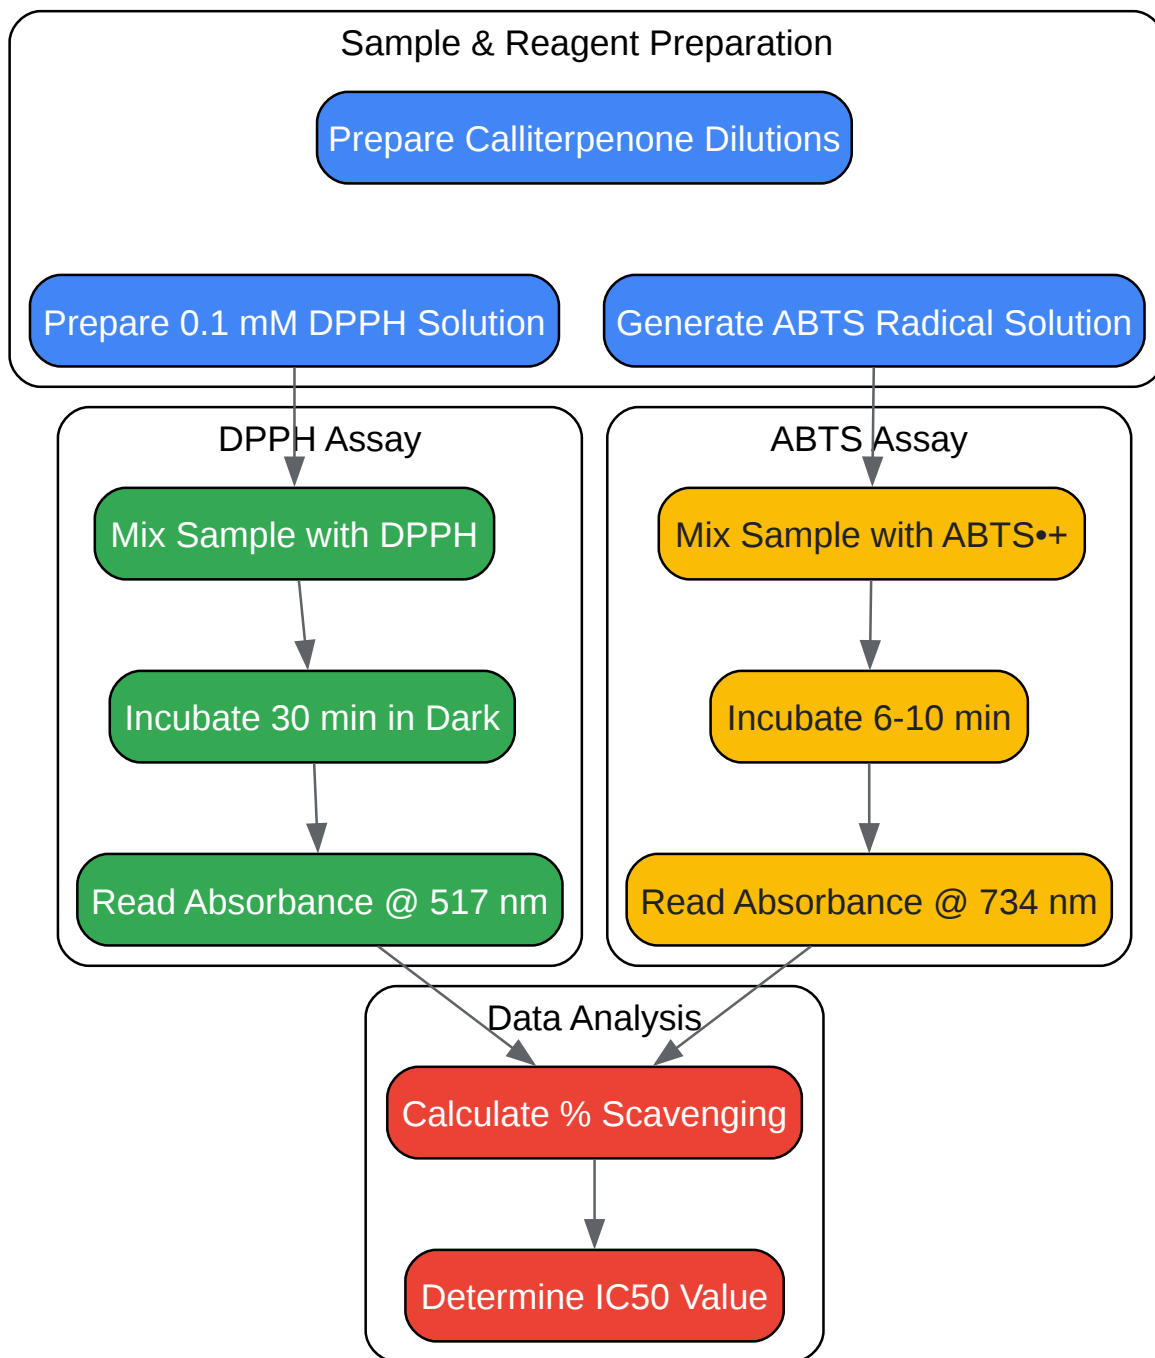 Sample & Reagent Preparation
Prepare Calliterpenone Dilutions
Prepare 0.1 mM DPPH Solution
Generate ABTS Radical Solution
DPPH Assay
Mix Sample with DPPH
Incubate 30 min in Dark
Read Absorbance @ 517 nm
ABTS Assay
Mix Sample with ABTS•+
Incubate 6-10 min
Read Absorbance @ 734 nm
Data Analysis
Calculate % Scavenging
Determine IC50 Value